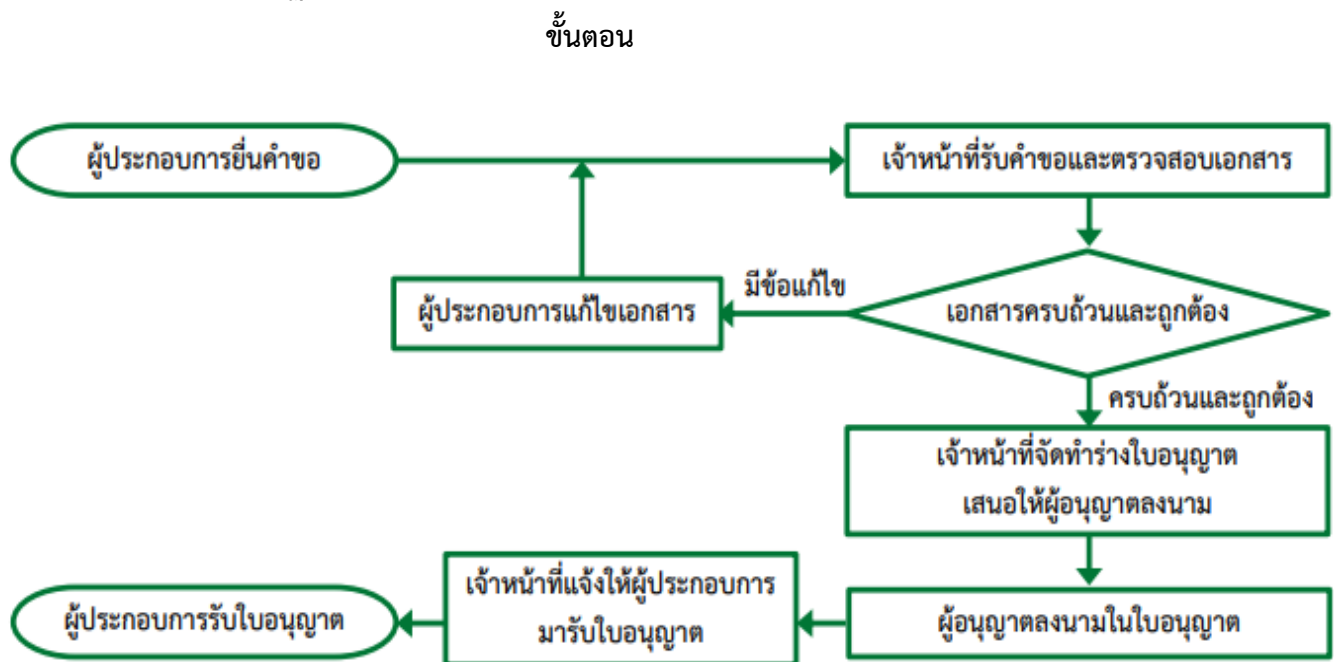 ขั้นตอน
ผู้ประกอบการยื่นคำขอ
เจ้าหน้าที่รับคำขอและตรวจสอบเอกสาร
มีข้อแก้ไข
ผู้ประกอบการแก้ไขเอกสาร
เอกสารครบถ้วนและถูกต้อง
ครบถ้วนและถูกต้อง
เจ้าหน้าที่จัดทำร่างใบอนุญาต
เสนอให้ผู้อนุญาตลงนาม
ผู้อนุญาตลงนามในใบอนุญาต
เจ้าหน้าที่แจ้งให้ผู้ประกอบการ
มารับใบอนุญาต
ผู้ประกอบการรับใบอนุญาต